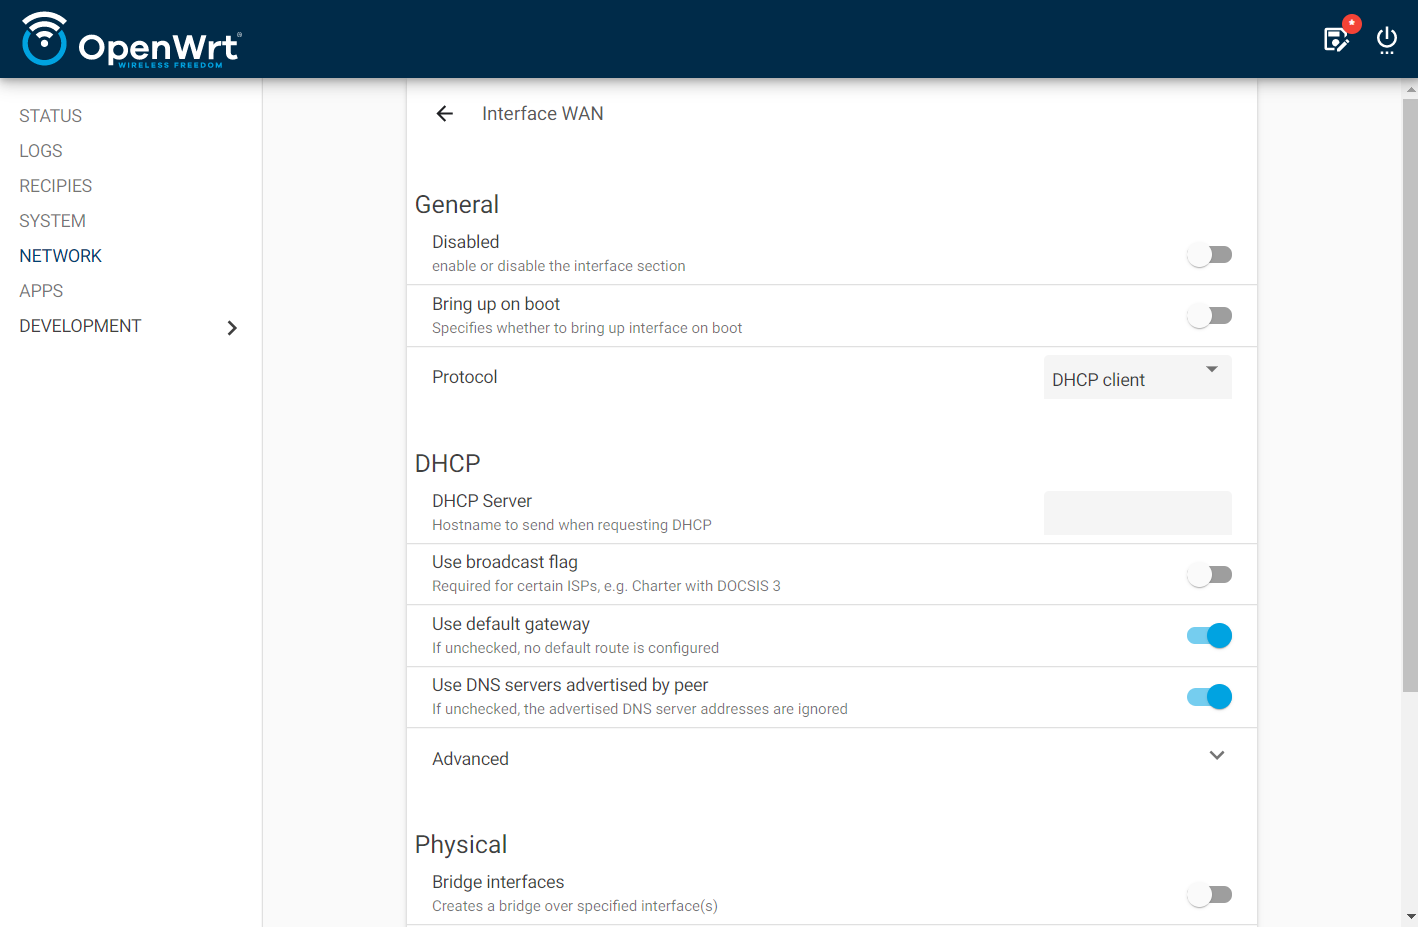 OpenWrt®
WIRELESS FREEDOM
*
STATUS
LOGS
RECIPIES
SYSTEM
NETWORK
APPS
DEVELOPMENT
Interface WAN
General
Disabled
enable or disable the interface section
Bring up on boot
Specifies whether to bring up interface on boot
Protocol
DHCP client
DHCP
DHCP Server
Hostname to send when requesting DHCP
Use broadcast flag
Required for certain ISPs, e.g. Charter with DOCSIS 3
Use default gateway
If unchecked, no default route is configured
Use DNS servers advertised by peer
If unchecked, the advertised DNS server addresses are ignored
Advanced
Physical
Bridge interfaces
Creates a bridge over specified interface(s)